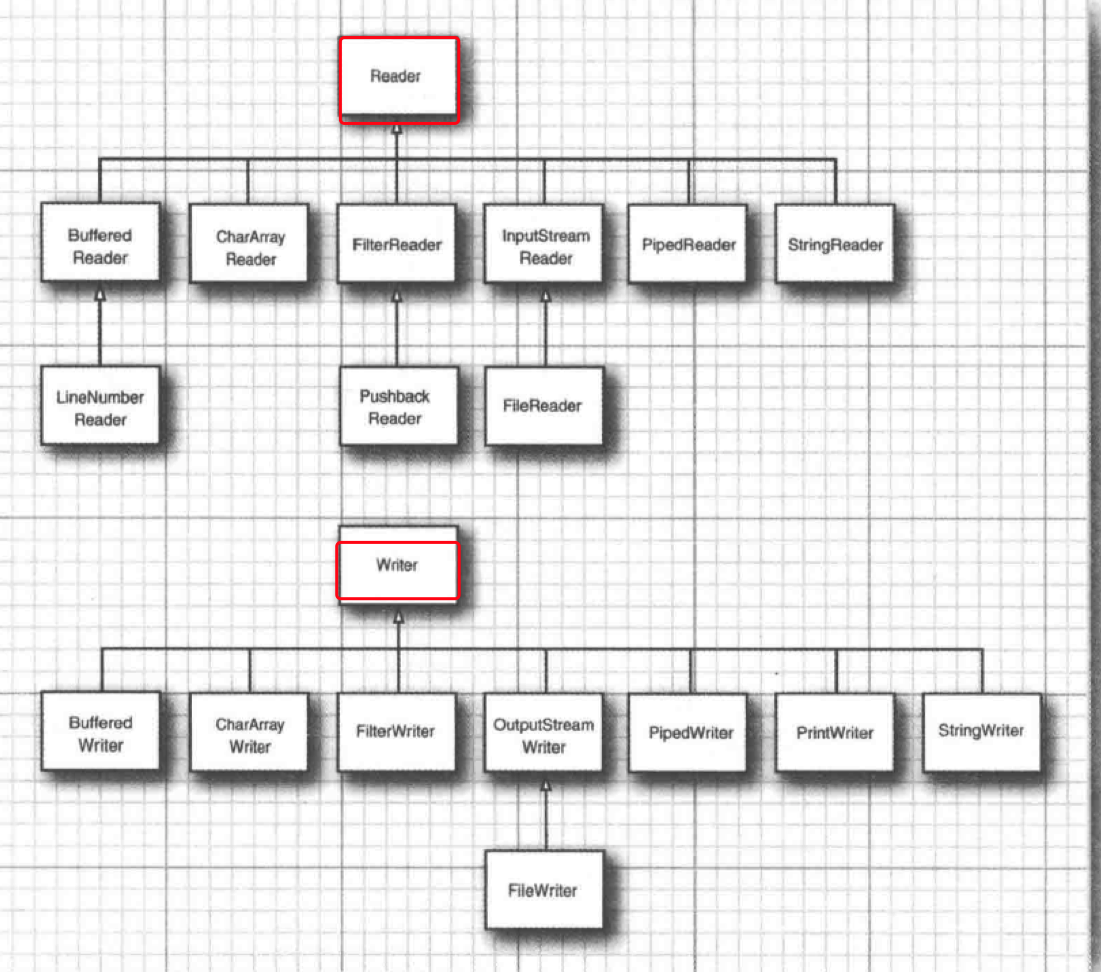 Reader
Buffered
Reader
CharArray
Reader
FilterReader
InputStream
Reader
PipedReader
StringReader
LineNumber
Reader
Pushback
Reader
FileReader
Writer
Buffered
Writer
CharArray
Writer
FilterWriter
OutputStream
Writer
PipedWriter
PrintWriter
StringWriter
FileWriter